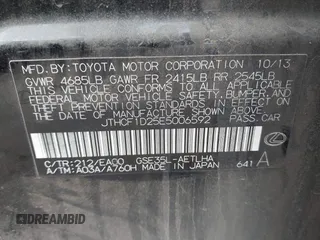 MFD. BY: TOYOTA MOTOR CORPORATION 10/13
GVWR 4685LB GAWR FR 2415LB RR 2545LB
THIS VEHICLE CONFORMS TO ALL APPLICABLE
FEDERAL MOTOR VEHICLE SAFETY, BUMPER, AND
THEFT PREVENTION STANDARDS IN EFFECT ON THE DATE
OF MANUFACTURE SHOWN ABOVE.
JTHCF1D22E5006592 PASS. CAR
C/TR:212/EA00 GSE35L-AETLHA
A/TM: A03A/A760H MADE IN JAPAN 641 A